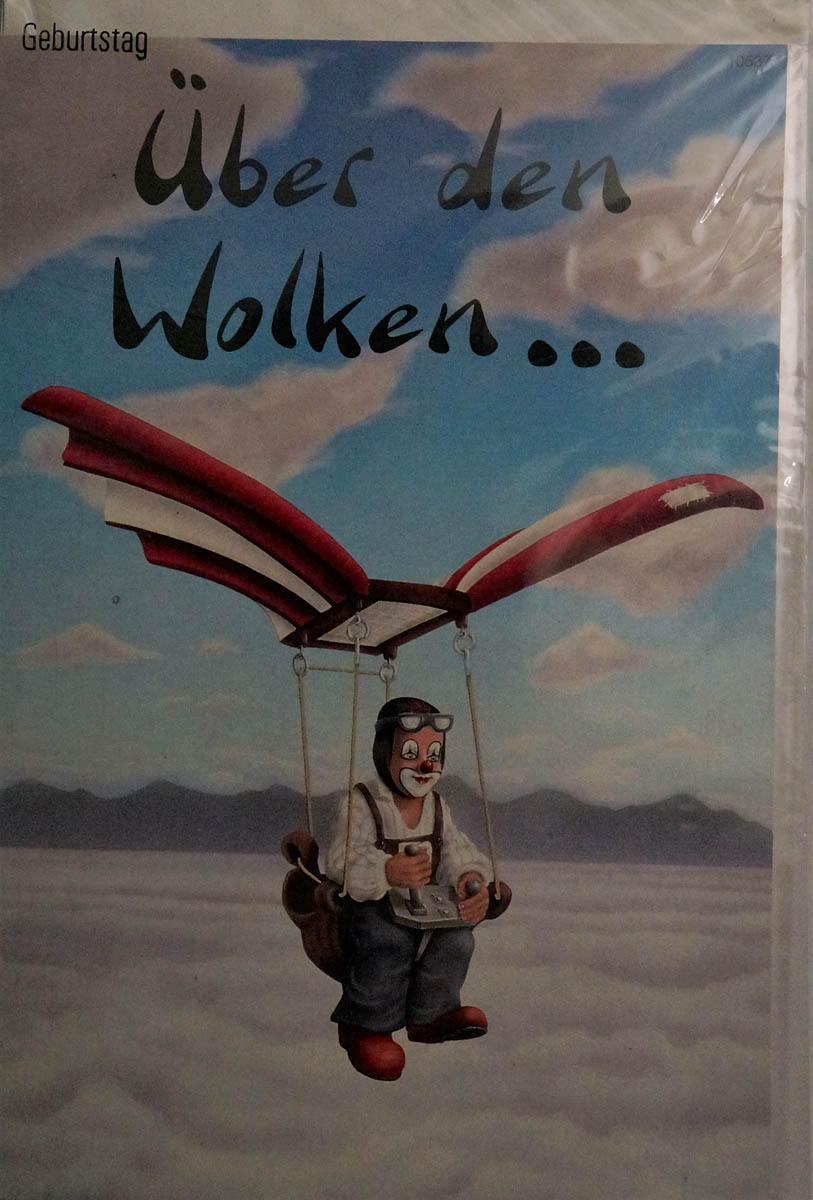 Geburtstag
Über den
Wolken...